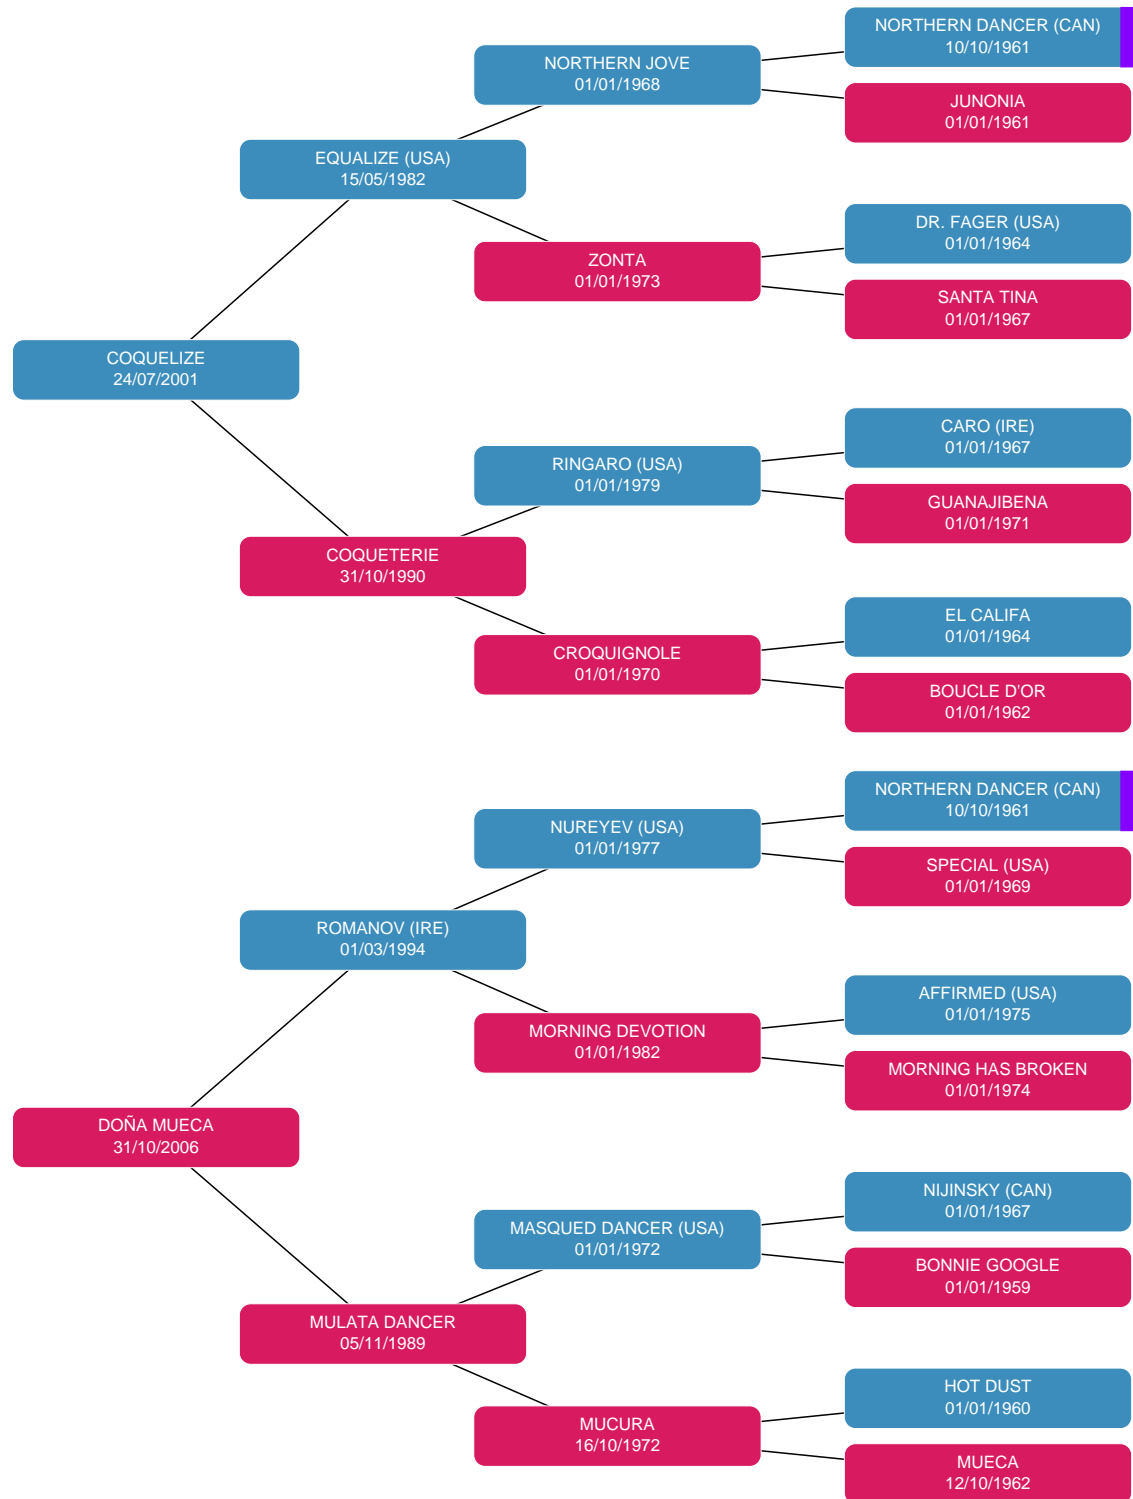 NORTHERN DANCER (CAN)
10/10/1961
NORTHERN JOVE
01/01/1968
JUNONIA
01/01/1961
EQUALIZE (USA)
15/05/1982
DR. FAGER (USA)
01/01/1964
ZONTA
01/01/1973
SANTA TINA
01/01/1967
COQUELIZE
24/07/2001
CARO (IRE)
01/01/1967
RINGARO (USA)
01/01/1979
GUANAJIBENA
01/01/1971
COQUETERIE
31/10/1990
EL CALIFA
01/01/1964
CROQUIGNOLE
01/01/1970
BOUCLE D'OR
01/01/1962
NORTHERN DANCER (CAN)
10/10/1961
NUREYEV (USA)
01/01/1977
SPECIAL (USA)
01/01/1969
ROMANOV (IRE)
01/03/1994
AFFIRMED (USA)
01/01/1975
MORNING DEVOTION
01/01/1982
MORNING HAS BROKEN
01/01/1974
DOÑA MUECA
31/10/2006
NIJINSKY (CAN)
01/01/1967
MASQUED DANCER (USA)
01/01/1972
BONNIE GOOGLE
01/01/1959
MULATA DANCER
05/11/1989
HOT DUST
01/01/1960
MUCURA
16/10/1972
MUECA
12/10/1962